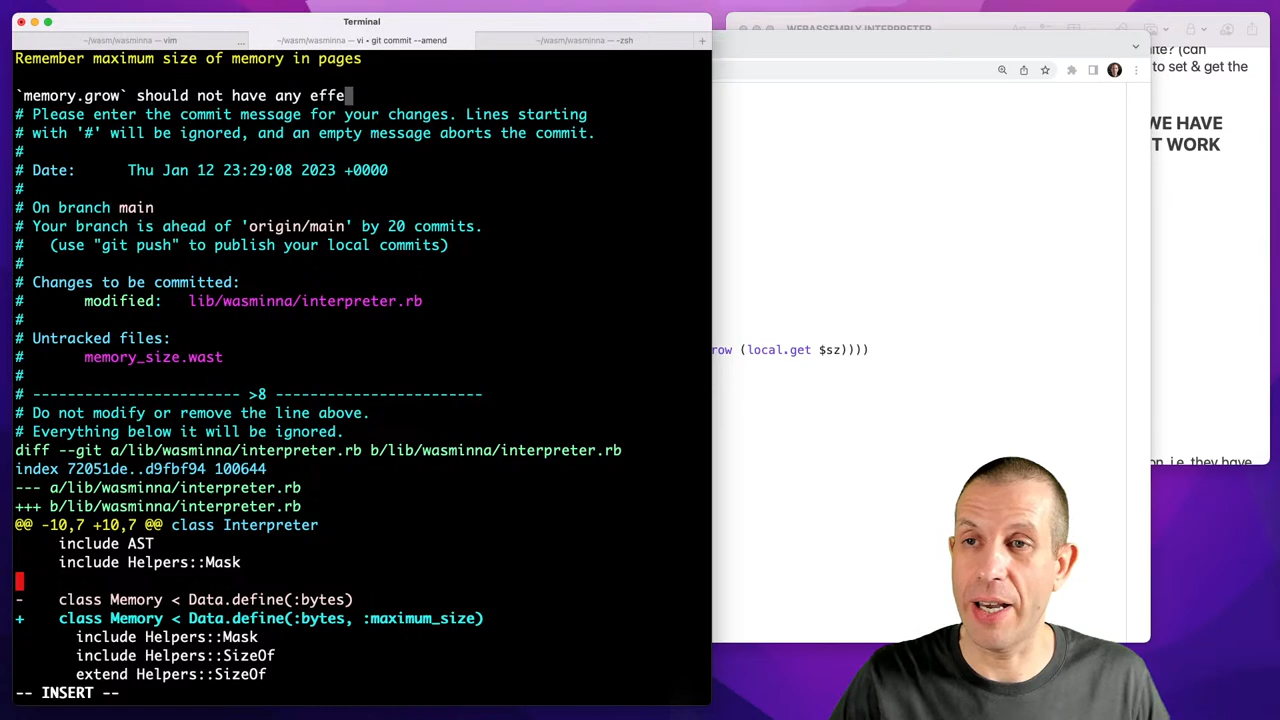 Terminal
~/wasm/wasminna — vim ... ~/wasm/wasminna — vi • git commit --amend ~/wasm/wasminna — -zsh +
Remember maximum size of memory in pages
`memory.grow` should not have any effe
# Please enter the commit message for your changes. Lines starting
# with '#' will be ignored, and an empty message aborts the commit.
#
# Date:      Thu Jan 12 23:29:08 2023 +0000
#
# On branch main
# Your branch is ahead of 'origin/main' by 20 commits.
#   (use "git push" to publish your local commits)
#
# Changes to be committed:
#       modified:   lib/wasminna/interpreter.rb
#
# Untracked files:
#       memory_size.wast
#
# ------------------------ >8 ------------------------
# Do not modify or remove the line above.
# Everything below it will be ignored.
diff --git a/lib/wasminna/interpreter.rb b/lib/wasminna/interpreter.rb
index 72051de..d9fbf94 100644
--- a/lib/wasminna/interpreter.rb
+++ b/lib/wasminna/interpreter.rb
@@ -10,7 +10,7 @@ class Interpreter
     include AST
     include Helpers::Mask
-    class Memory < Data.define(:bytes)
+    class Memory < Data.define(:bytes, :maximum_size)
       include Helpers::Mask
       include Helpers::SizeOf
       extend Helpers::SizeOf
-- INSERT --
WEBASSEMBLY INTERPRETER
ite? (can
to set & get the
WE HAVE
T WORK
row (local.get $sz))))
on, i.e. they have